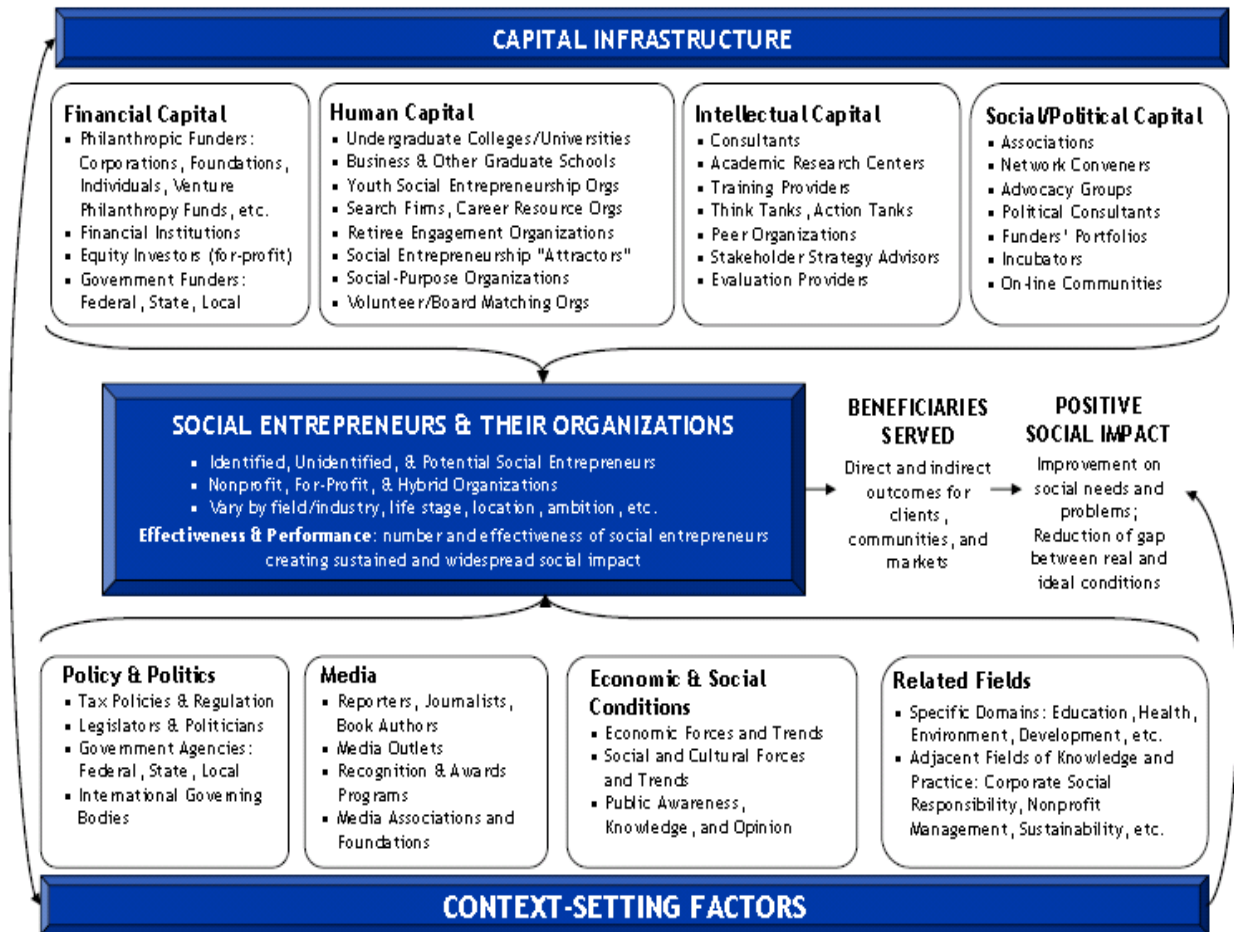 CAPITAL INFRASTRUCTURE
Financial Capital
▪ Philanthropic Funders:
Corporations, Foundations,
Individuals, Venture
Philanthropy Funds, etc.
▪ Financial Institutions
▪ Equity Investors (for-profit)
▪ Government Funders:
Federal, State, Local
Human Capital
▪ Undergraduate Colleges/Universities
▪ Business & Other Graduate Schools
▪ Youth Social Entrepreneurship Orgs
▪ Search Firms, Career Resource Orgs
▪ Retiree Engagement Organizations
▪ Social Entrepreneurship "Attractors"
▪ Social-Purpose Organizations
▪ Volunteer/Board Matching Orgs
Intellectual Capital
▪ Consultants
▪ Academic Research Centers
▪ Training Providers
▪ Think Tanks, Action Tanks
▪ Peer Organizations
▪ Stakeholder Strategy Advisors
▪ Evaluation Providers
Social/Political Capital
▪ Associations
▪ Network Conveners
▪ Advocacy Groups
▪ Political Consultants
▪ Funders' Portfolios
▪ Incubators
▪ On-line Communities
SOCIAL ENTREPRENEURS & THEIR ORGANIZATIONS
▪ Identified, Unidentified, & Potential Social Entrepreneurs
▪ Nonprofit, For-Profit, & Hybrid Organizations
▪ Vary by field/industry, life stage, location, ambition, etc.
Effectiveness & Performance: number and effectiveness of social entrepreneurs
creating sustained and widespread social impact
BENEFICIARIES
SERVED
Direct and indirect
outcomes for
clients,
communities, and
markets
POSITIVE
SOCIAL IMPACT
Improvement on
social needs and
problems;
Reduction of gap
between real and
ideal conditions
Policy & Politics
▪ Tax Policies & Regulation
▪ Legislators & Politicians
▪ Government Agencies:
Federal, State, Local
▪ International Governing
Bodies
Media
▪ Reporters, Journalists,
Book Authors
▪ Media Outlets
▪ Recognition & Awards
Programs
▪ Media Associations and
Foundations
Economic & Social
Conditions
▪ Economic Forces and Trends
▪ Social and Cultural Forces
and Trends
▪ Public Awareness,
Knowledge, and Opinion
Related Fields
▪ Specific Domains: Education, Health,
Environment, Development, etc.
▪ Adjacent Fields of Knowledge and
Practice: Corporate Social
Responsibility, Nonprofit
Management, Sustainability, etc.
CONTEXT-SETTING FACTORS